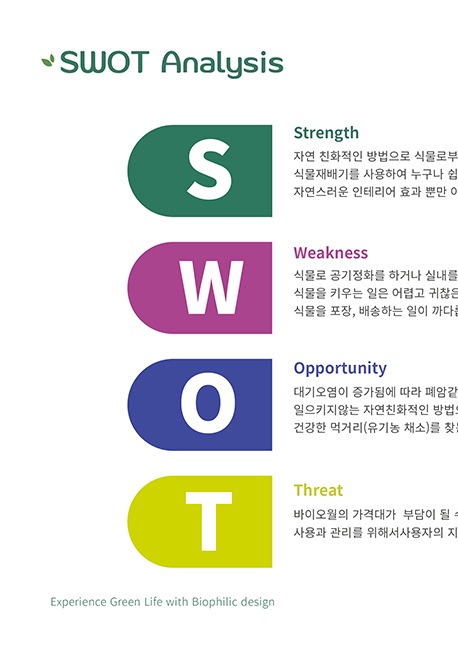 SWOT Analysis
S
Strength
자연 친화적인 방법으로 식물로부
식물재배기를 사용하여 누구나 쉽
자연스러운 인테리어 효과 뿐만 이
W
Weakness
식물로 공기정화를 하거나 실내를
식물을 키우는 일은 어렵고 귀찮은
식물을 포장, 배송하는 일이 까다롭
O
Opportunity
대기오염이 증가됨에 따라 폐암같
일으키지않는 자연친화적인 방법으
건강한 먹거리(유기농 채소)를 찾는
T
Threat
바이오월의 가격대가 부담이 될 수
사용과 관리를 위해서사용자의 지
Experience Green Life with Biophilic design